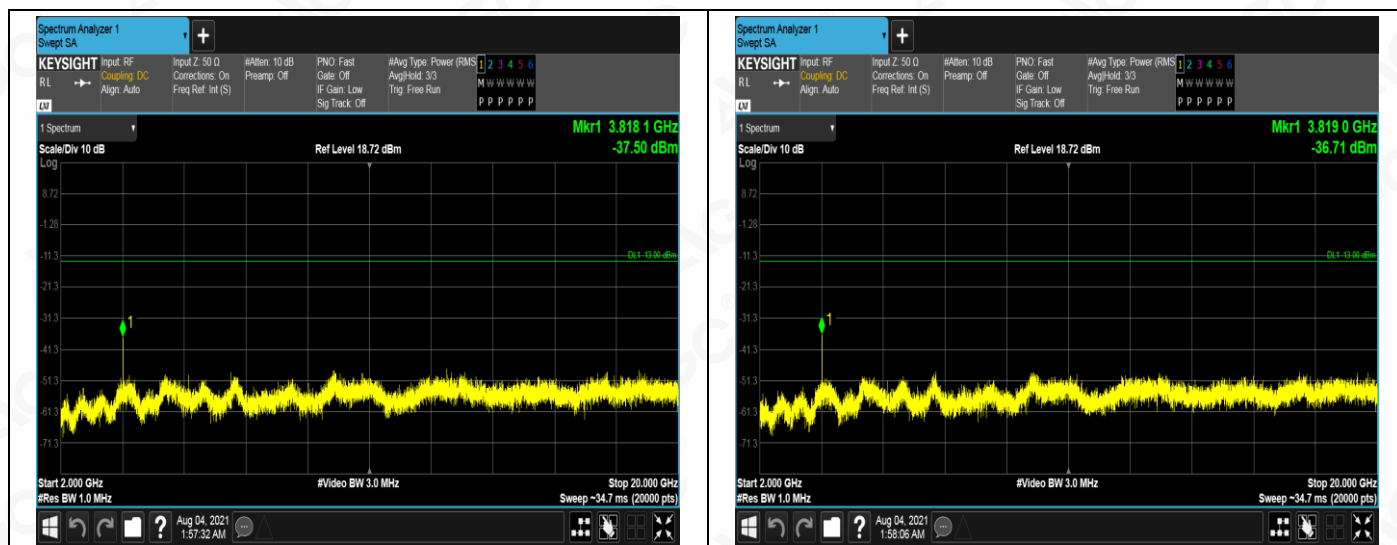 Spectrum Analyzer 1
Swept SA
+
KEYSIGHT
RL
LXI
Input: RF
Coupling: DC
Align: Auto
Input Z: 50 Ω
Corrections: On
Freq Ref: Int (S)
#Atten: 10 dB
Preamp: Off
PNO: Fast
Gate: Off
IF Gain: Low
Sig Track: Off
#Avg Type: Power (RMS
Avg|Hold: 3/3
Trig: Free Run
1 2 3 4 5 6
M W W W W W
P P P P P P
1 Spectrum
Mkr1 3.818 1 GHz
Scale/Div 10 dB
Ref Level 18.72 dBm
-37.50 dBm
Log
8.72
-1.28
-11.3
DL1 -13.00 dBm
-21.3
-31.3
1
-41.3
-51.3
-61.3
-71.3
Start 2.000 GHz
#Video BW 3.0 MHz
Stop 20.000 GHz
#Res BW 1.0 MHz
Sweep ~34.7 ms (20000 pts)
?
Aug 04, 2021
1:57:32 AM
Spectrum Analyzer 1
Swept SA
+
KEYSIGHT
RL
LXI
Input: RF
Coupling: DC
Align: Auto
Input Z: 50 Ω
Corrections: On
Freq Ref: Int (S)
#Atten: 10 dB
Preamp: Off
PNO: Fast
Gate: Off
IF Gain: Low
Sig Track: Off
#Avg Type: Power (RMS
Avg|Hold: 3/3
Trig: Free Run
1 2 3 4 5 6
M W W W W W
P P P P P P
1 Spectrum
Mkr1 3.819 0 GHz
Scale/Div 10 dB
Ref Level 18.72 dBm
-36.71 dBm
Log
8.72
-1.28
-11.3
DL1 -13.00 dBm
-21.3
-31.3
1
-41.3
-51.3
-61.3
-71.3
Start 2.000 GHz
#Video BW 3.0 MHz
Stop 20.000 GHz
#Res BW 1.0 MHz
Sweep ~34.7 ms (20000 pts)
?
Aug 04, 2021
1:58:06 AM